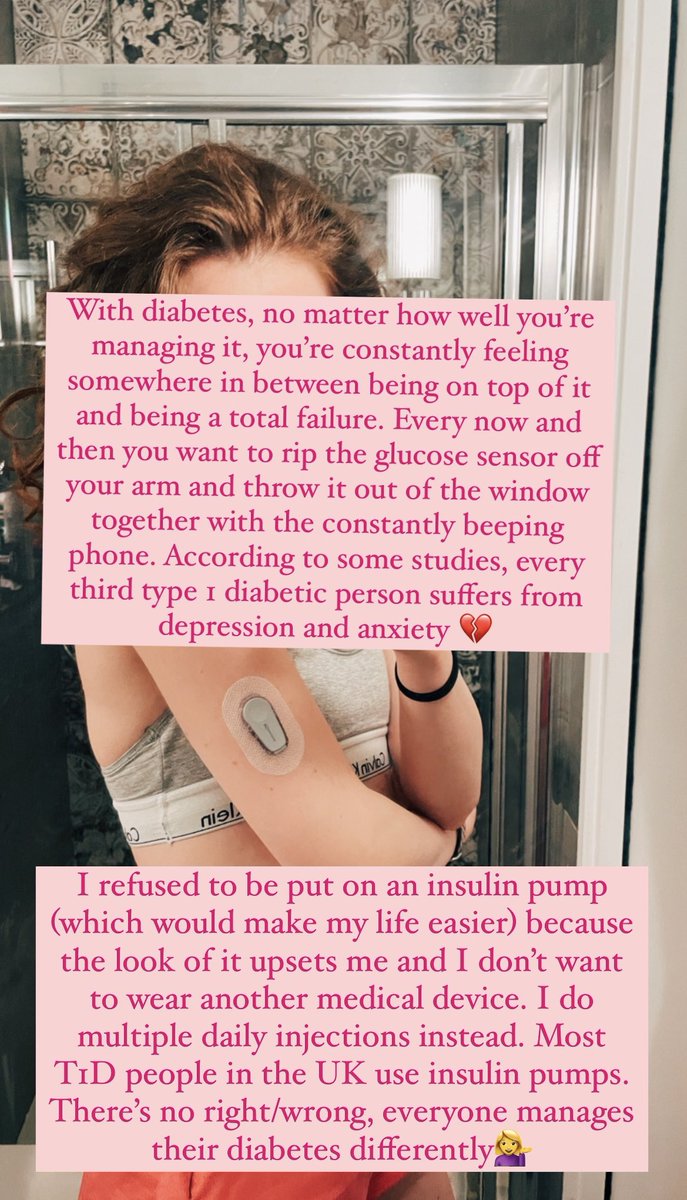 With diabetes, no matter how well you’re
managing it, you’re constantly feeling
somewhere in between being on top of it
and being a total failure. Every now and
then you want to rip the glucose sensor off
your arm and throw it out of the window
together with the constantly beeping
phone. According to some studies, every
third type 1 diabetic person suffers from
depression and anxiety 💔
Calvin K
Klein
Ca
I refused to be put on an insulin pump
(which would make my life easier) because
the look of it upsets me and I don’t want
to wear another medical device. I do
multiple daily injections instead. Most
T1D people in the UK use insulin pumps.
There’s no right/wrong, everyone manages
their diabetes differently💁‍♀️